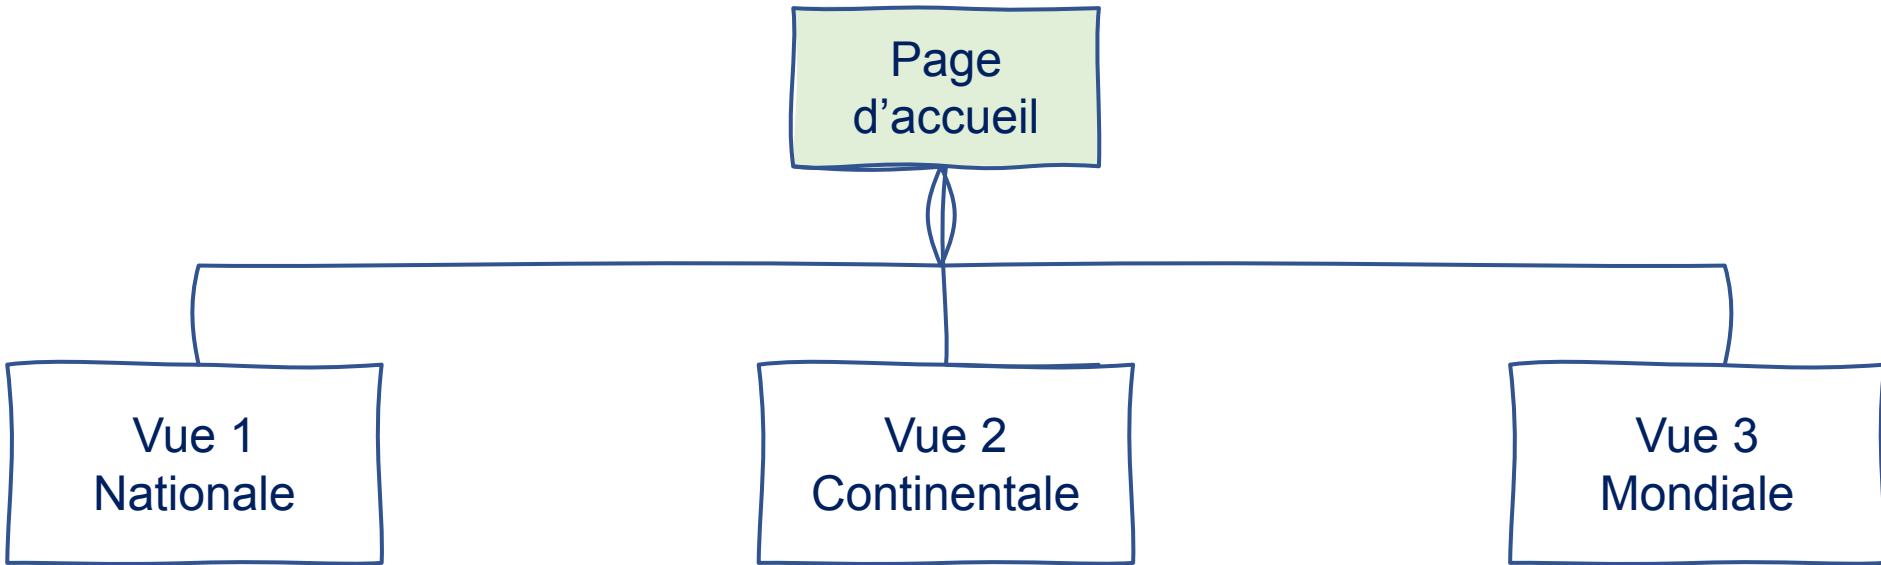 Page
d’accueil
Vue 1
Nationale
Vue 2
Continentale
Vue 3
Mondiale